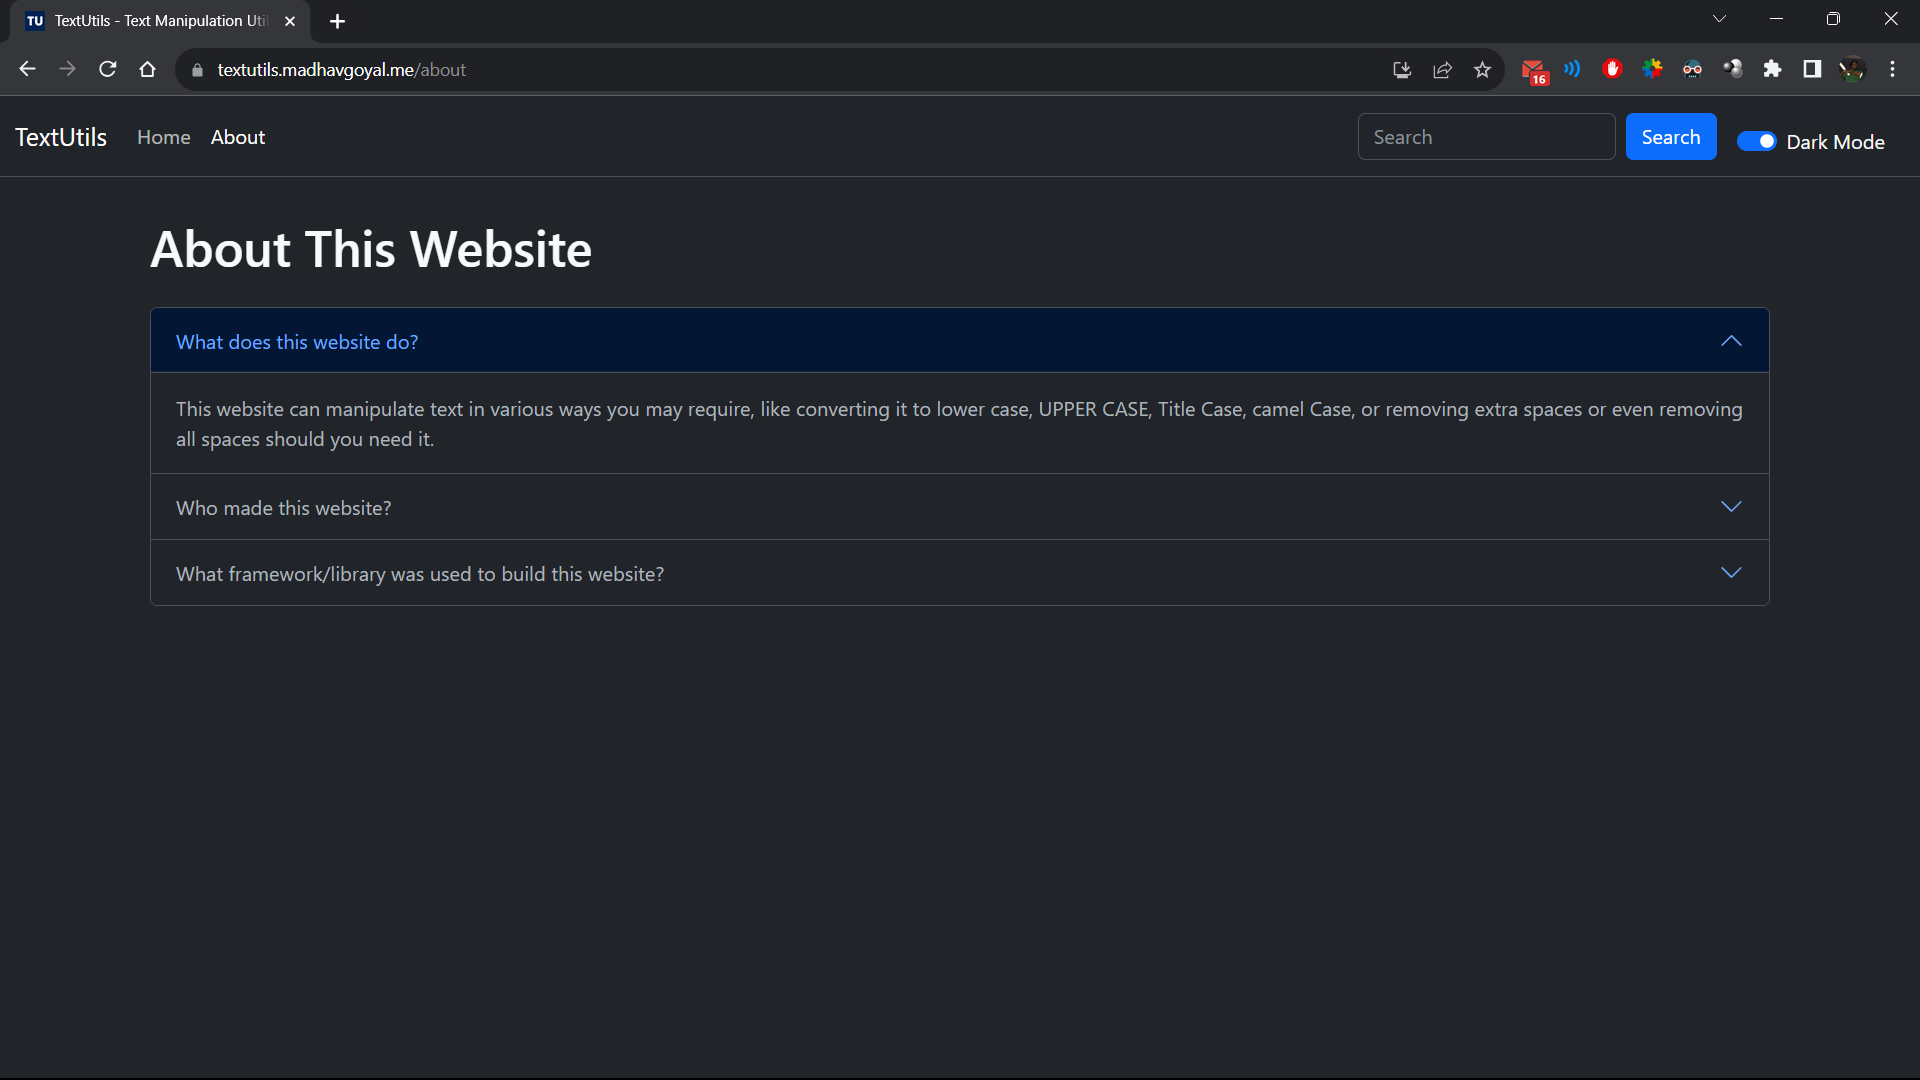 TU TextUtils - Text Manipulation Uti
textutils.madhavgoyal.me/about
16
TextUtils Home About Search Search Dark Mode
About This Website
What does this website do?
This website can manipulate text in various ways you may require, like converting it to lower case, UPPER CASE, Title Case, camel Case, or removing extra spaces or even removing
all spaces should you need it.
Who made this website?
What framework/library was used to build this website?